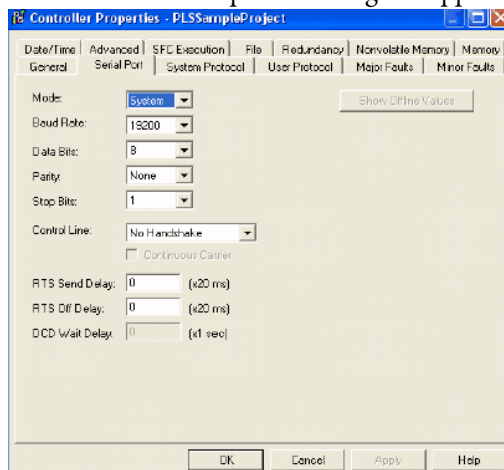 Controller Properties - PLSSampleProject
Date/Time Advanced SFC Execution File Redundancy Nonvolatile Memory Memory
General Serial Port System Protocol User Protocol Major Faults Minor Faults
Mode: System Show Offline Values
Baud Rate: 19200
Data Bits: 8
Parity: None
Stop Bits: 1
Control Line: No Handshake
Continuous Carrier
RTS Send Delay: 0 (x20 ms)
RTS Off Delay: 0 (x20 ms)
DCD Wait Delay: 0 (x1 sec)
OK Cancel Apply Help